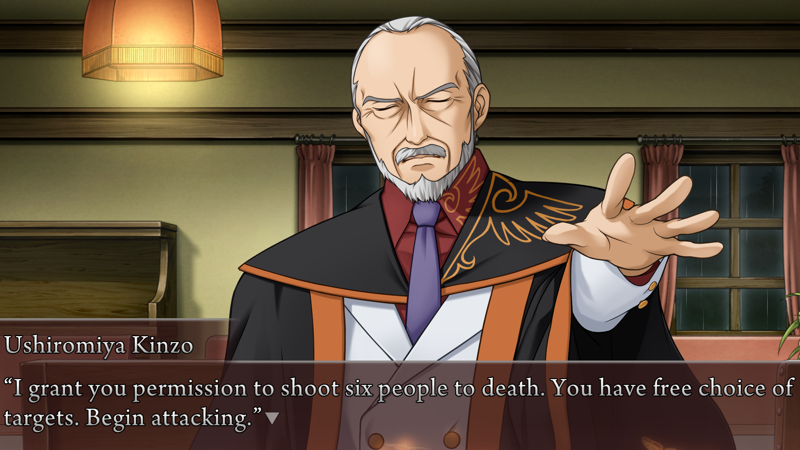 Ushiromiya Kinzo
“I grant you permission to shoot six people to death. You have free choice of
targets. Begin attacking.”